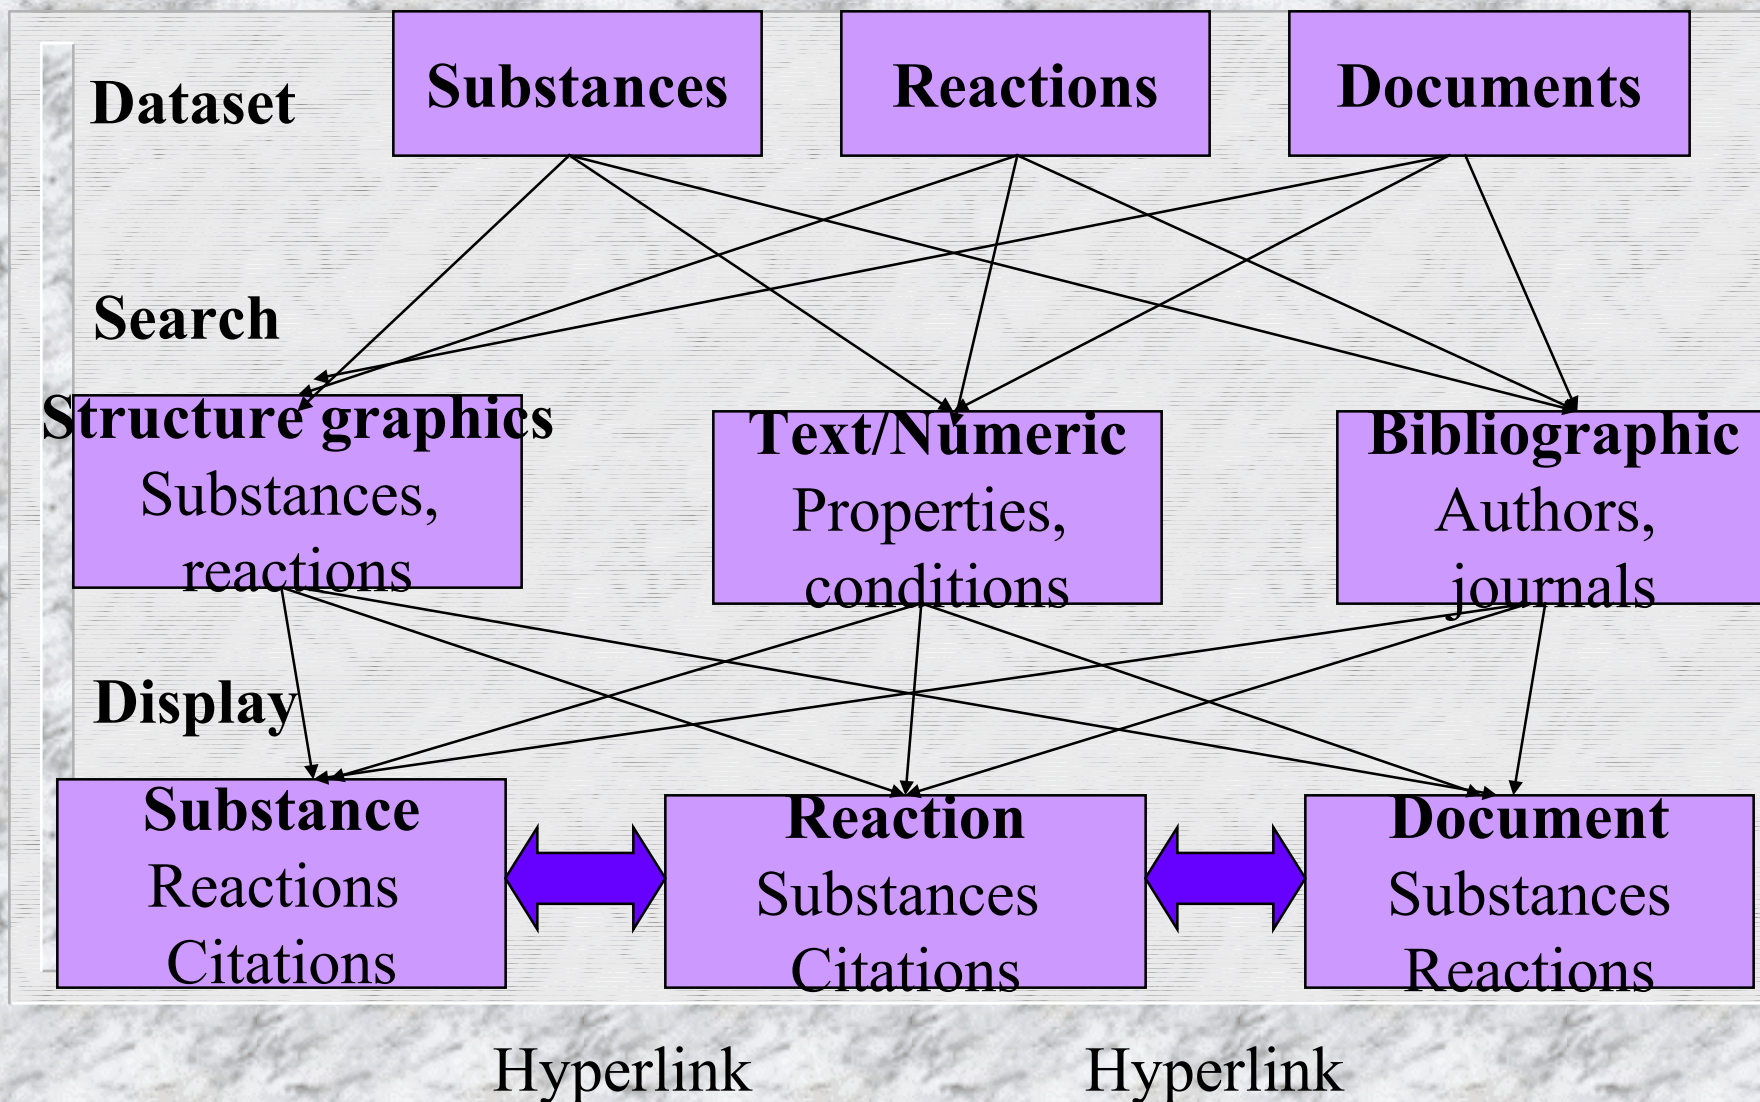 Dataset
Substances
Reactions
Documents
Search
Structure graphics
Substances,
reactions
Text/Numeric
Properties,
conditions
Bibliographic
Authors,
journals
Display
Substance
Reactions
Citations
Reaction
Substances
Citations
Document
Substances
Reactions
Hyperlink
Hyperlink